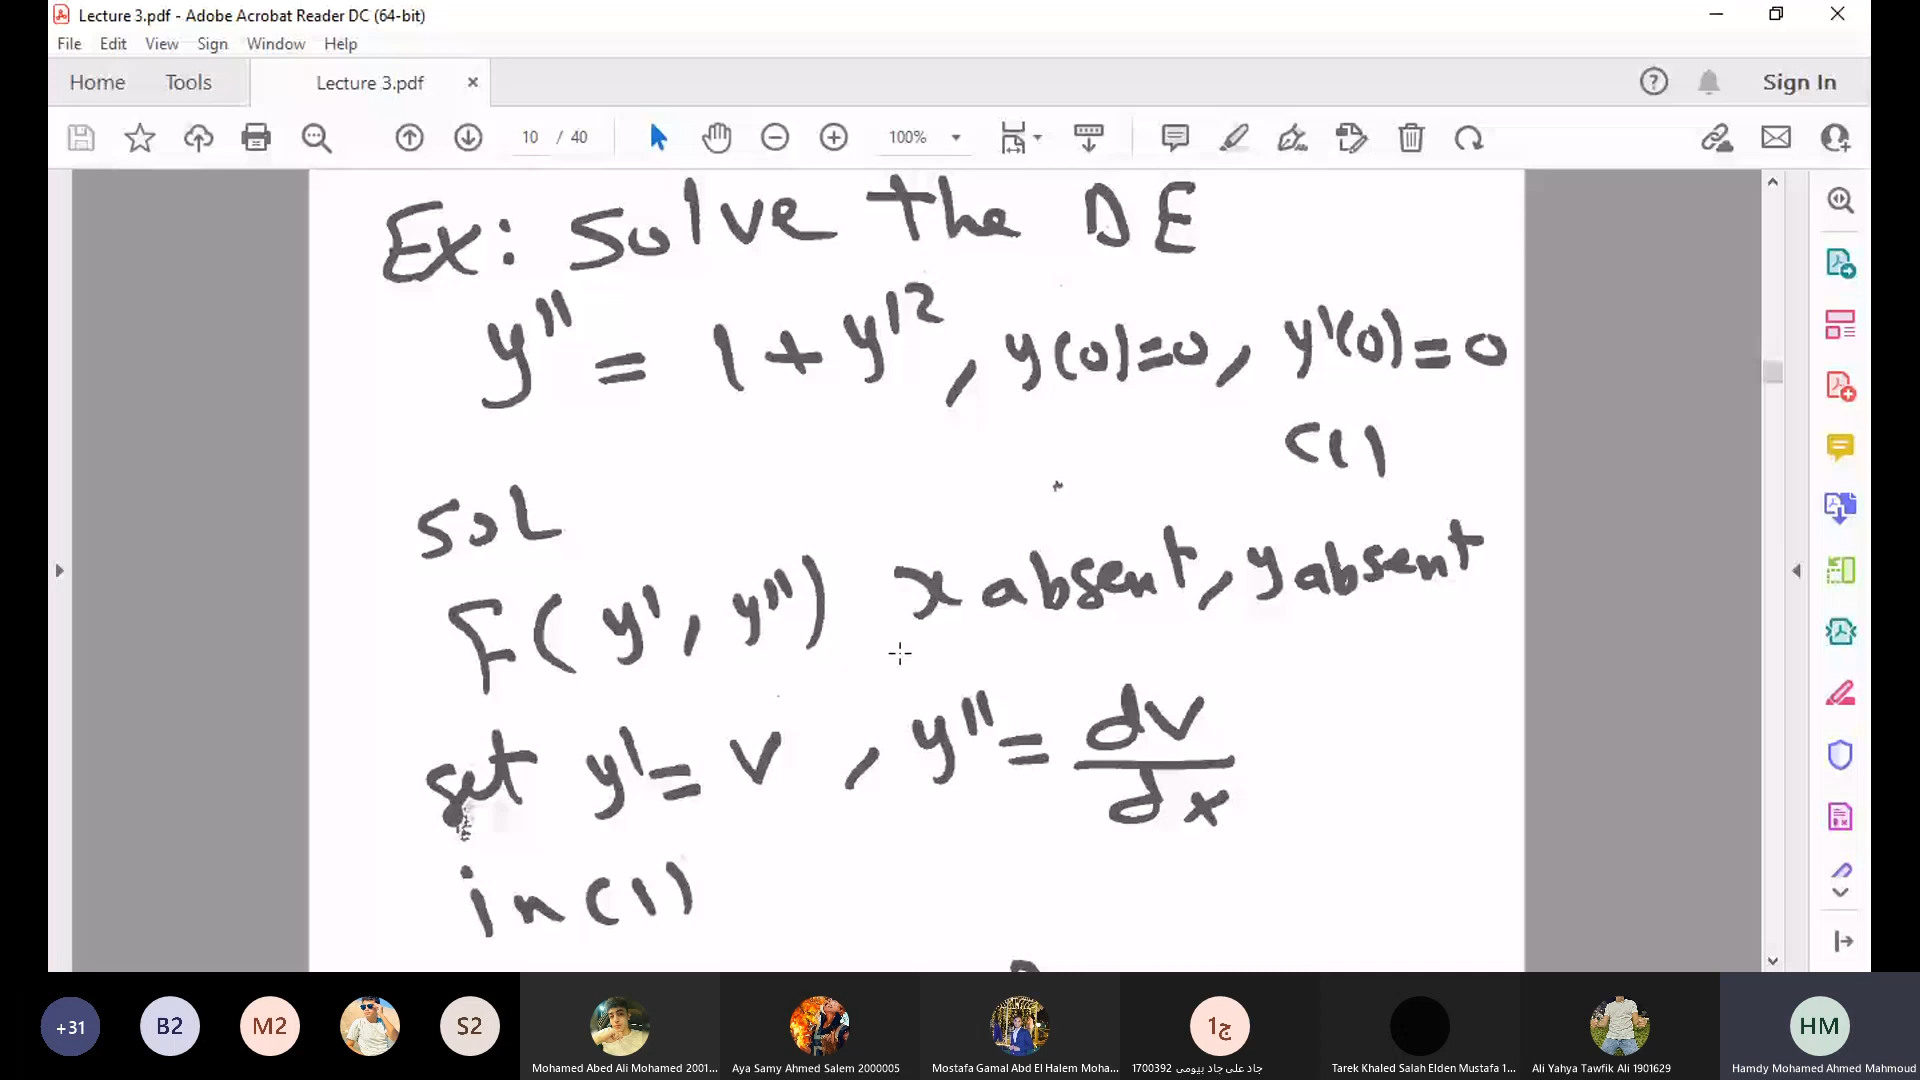 Lecture 3.pdf - Adobe Acrobat Reader DC (64-bit)
File Edit View Sign Window Help
Home Tools Lecture 3.pdf × Sign In
10 / 40 100%
Ex: Solve the DE
y'' = 1 + y'², y(0)=0, y'(0)=0
(1)
Sol
F(y', y'') x absent, y absent
set y' = v, y'' = dv/dx
in (1)
+31 B2 M2 S2 ج1 HM
Mohamed Abed Ali Mohamed 2001...
Aya Samy Ahmed Salem 2000005
Mostafa Gamal Abd El Halem Moha...
جاد على جاد بيومى 1700392
Tarek Khaled Salah Elden Mustafa 1...
Ali Yahya Tawfik Ali 1901629
Hamdy Mohamed Ahmed Mahmoud